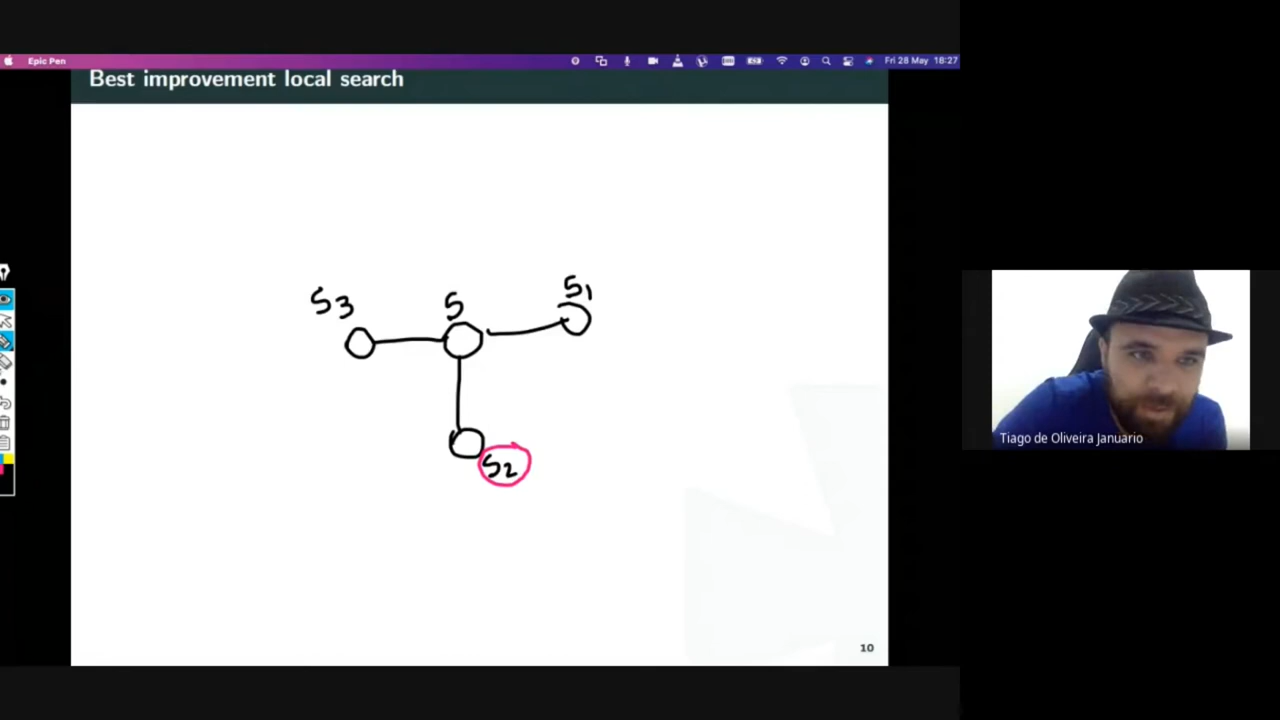 Epic Pen
Fri 28 May 18:27
Best improvement local search
S3
S
S1
S2
10
Tiago de Oliveira Januario